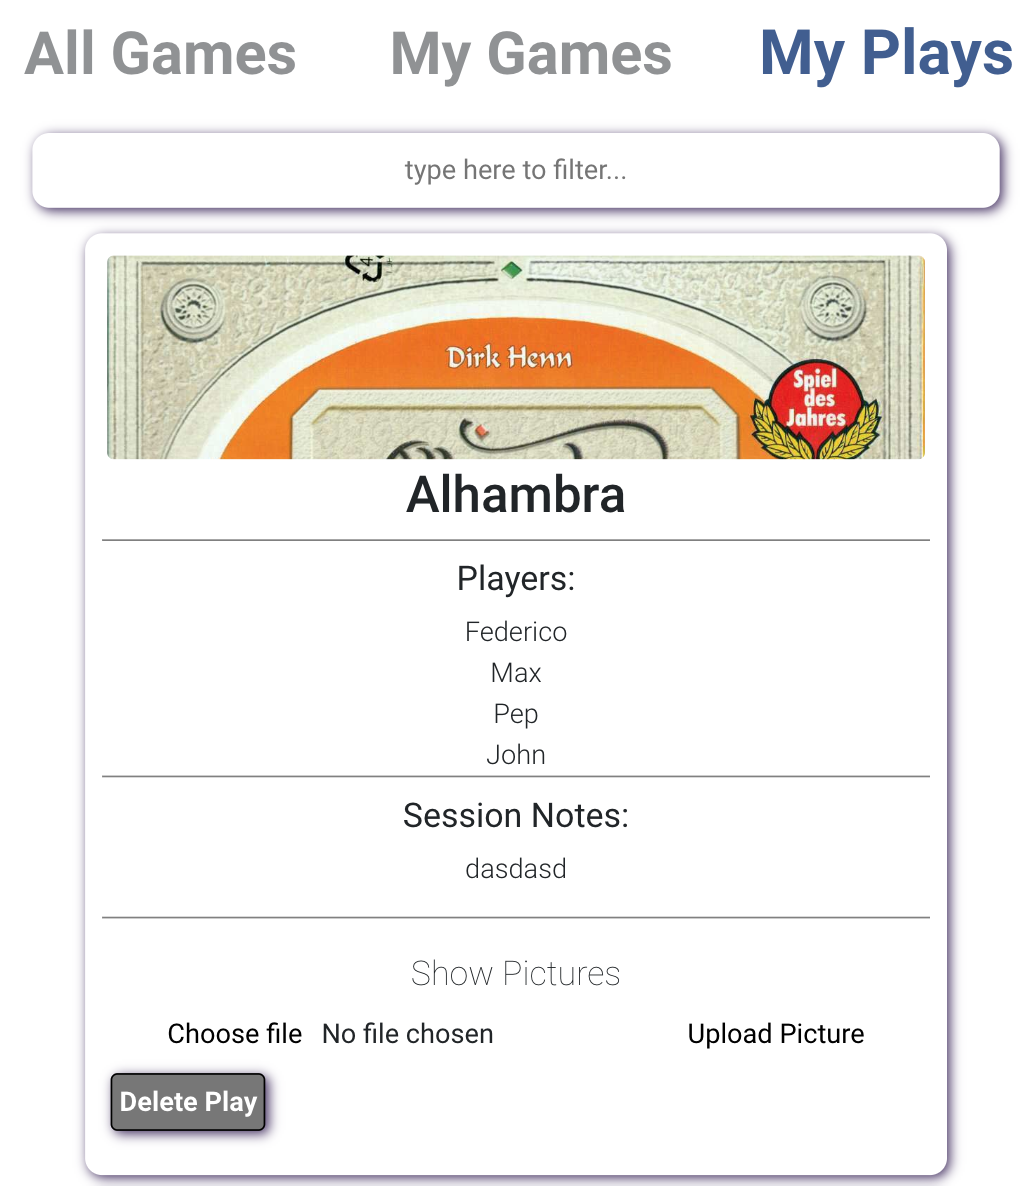 All Games My Games My Plays
type here to filter...
Dirk Henn
Spiel
des
Jahres
Alhambra
Players:
Federico
Max
Pep
John
Session Notes:
dasdasd
Show Pictures
Choose file No file chosen Upload Picture
Delete Play